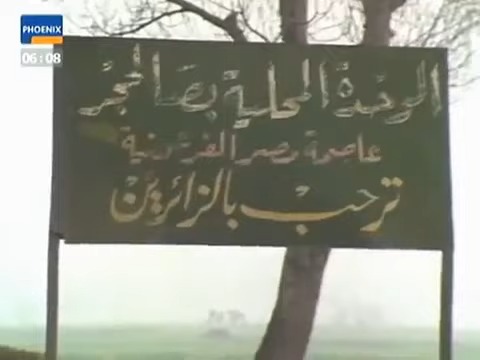 PHOENIX
06:08
الوحدة المحلية بصا الحجر
عاصمة مصر الفرعونية
ترحب بالزائرين